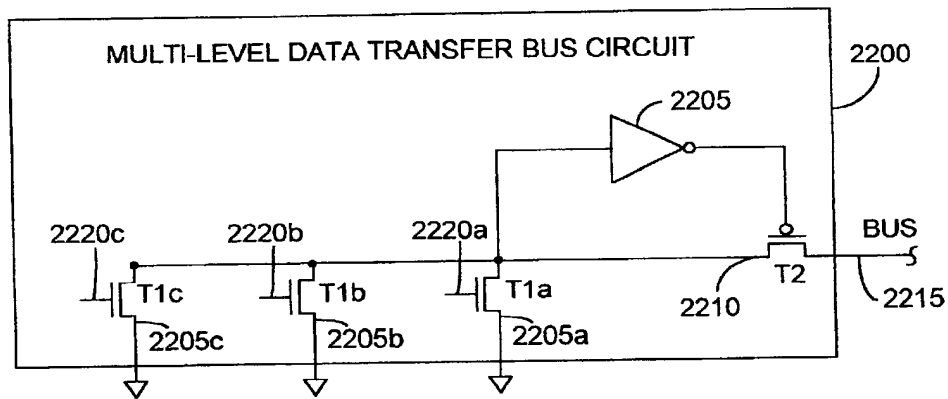 MULTI-LEVEL DATA TRANSFER BUS CIRCUIT
2200
2205
2220c
2220b
2220a
BUS
T1c
T1b
T1a
T2
2210
2215
2205c
2205b
2205a